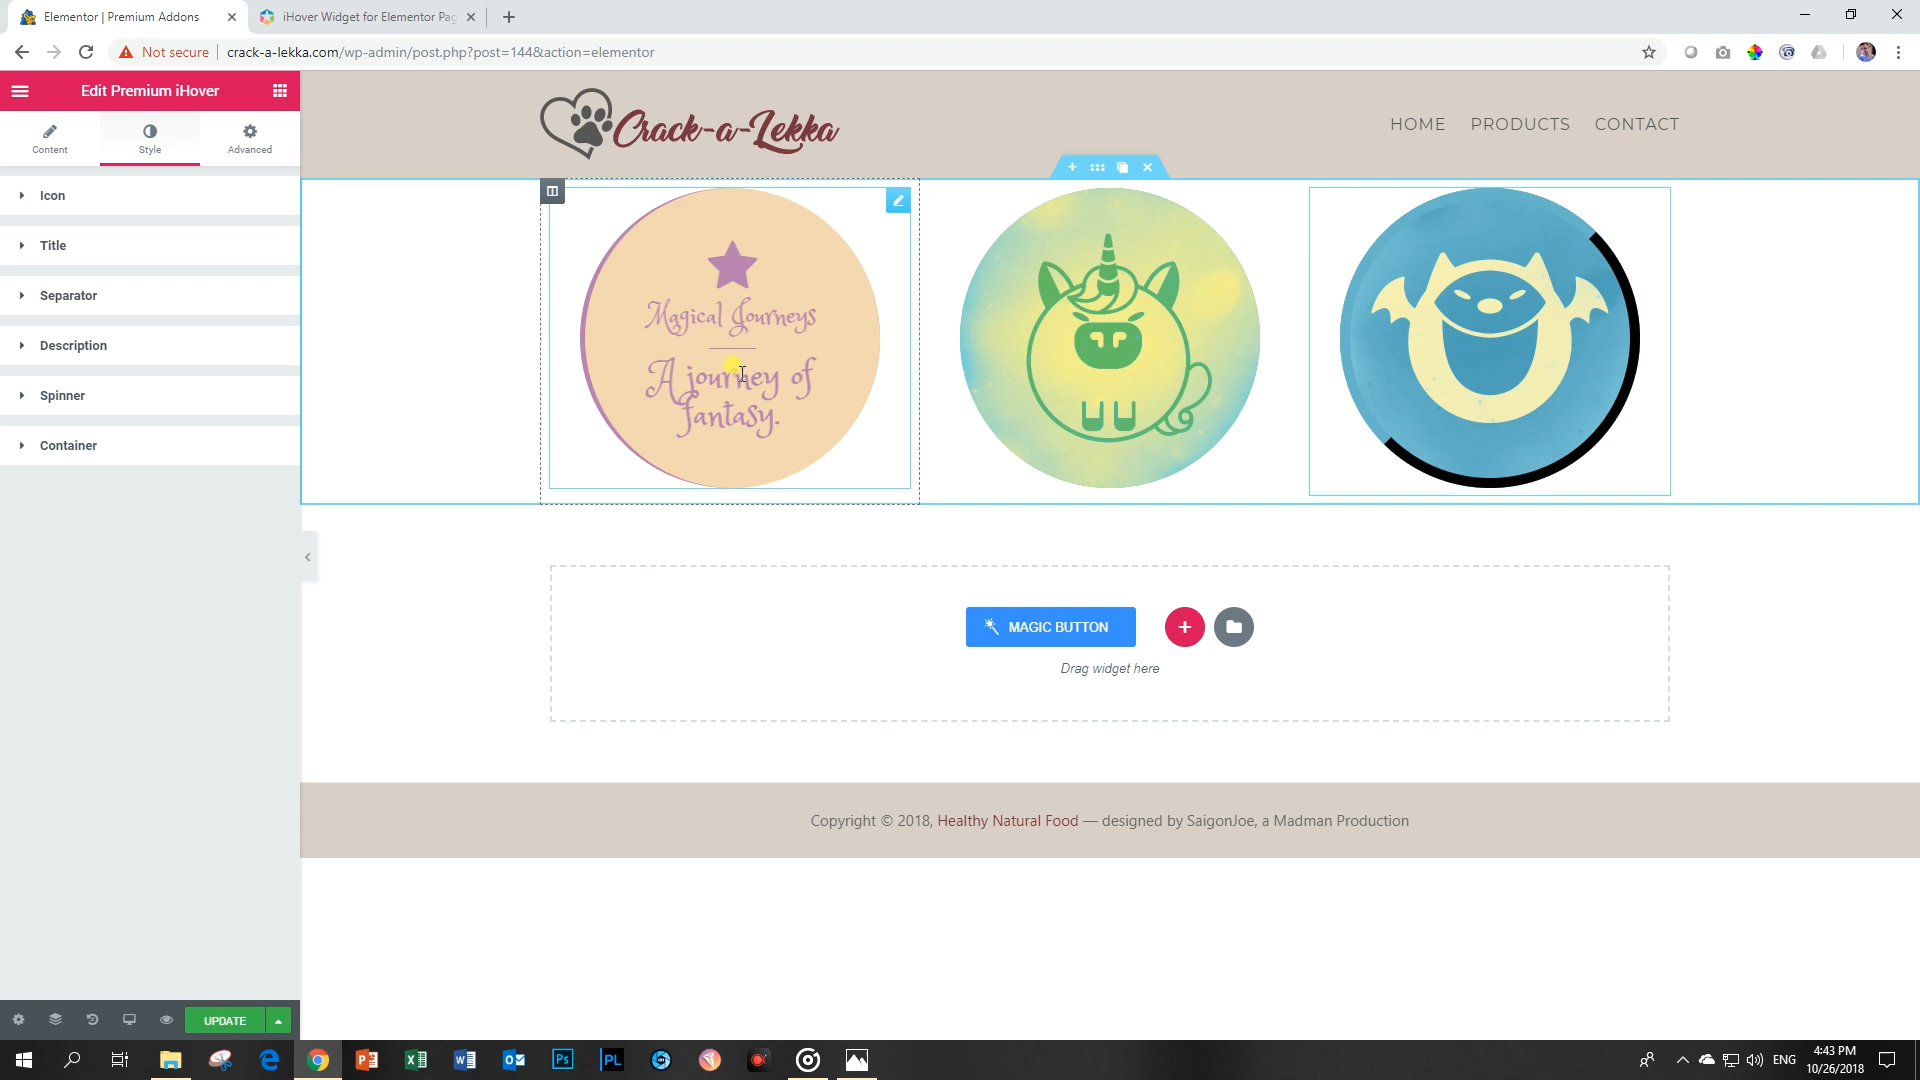 Elementor | Premium Addons
iHover Widget for Elementor Pag
Not secure
crack-a-lekka.com/wp-admin/post.php?post=144&action=elementor
Edit Premium iHover
Content
Style
Advanced
Icon
Title
Separator
Description
Spinner
Container
UPDATE
Crack-a-Lekka
HOME
PRODUCTS
CONTACT
Magical Journeys
A journey of
fantasy.
MAGIC BUTTON
Drag widget here
Copyright © 2018, Healthy Natural Food — designed by SaigonJoe, a Madman Production
Ps
PL
ENG
4:43 PM
10/26/2018